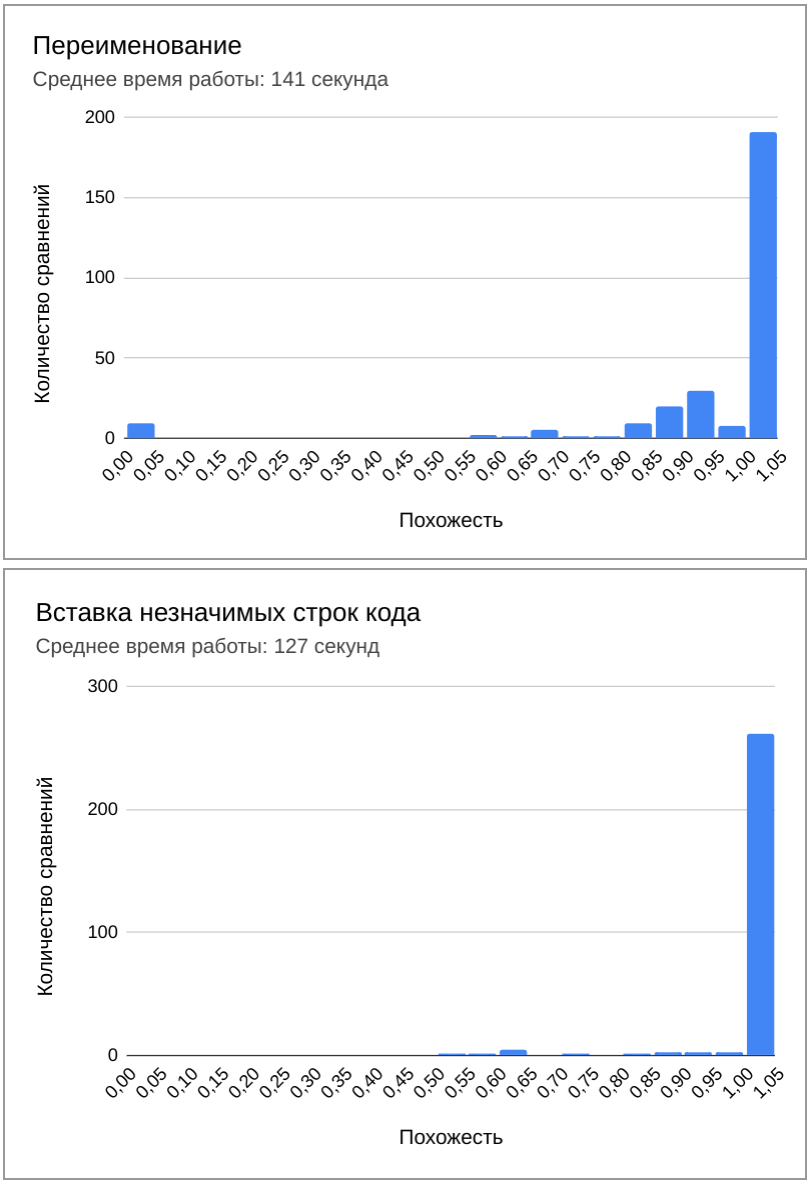 Переименование
Среднее время работы: 141 секунда
Количество сравнений
200
150
100
50
0
0,00 0,05 0,10 0,15 0,20 0,25 0,30 0,35 0,40 0,45 0,50 0,55 0,60 0,65 0,70 0,75 0,80 0,85 0,90 0,95 1,00 1,05
Похожесть
Вставка незначимых строк кода
Среднее время работы: 127 секунд
Количество сравнений
300
200
100
0
0,00 0,05 0,10 0,15 0,20 0,25 0,30 0,35 0,40 0,45 0,50 0,55 0,60 0,65 0,70 0,75 0,80 0,85 0,90 0,95 1,00 1,05
Похожесть